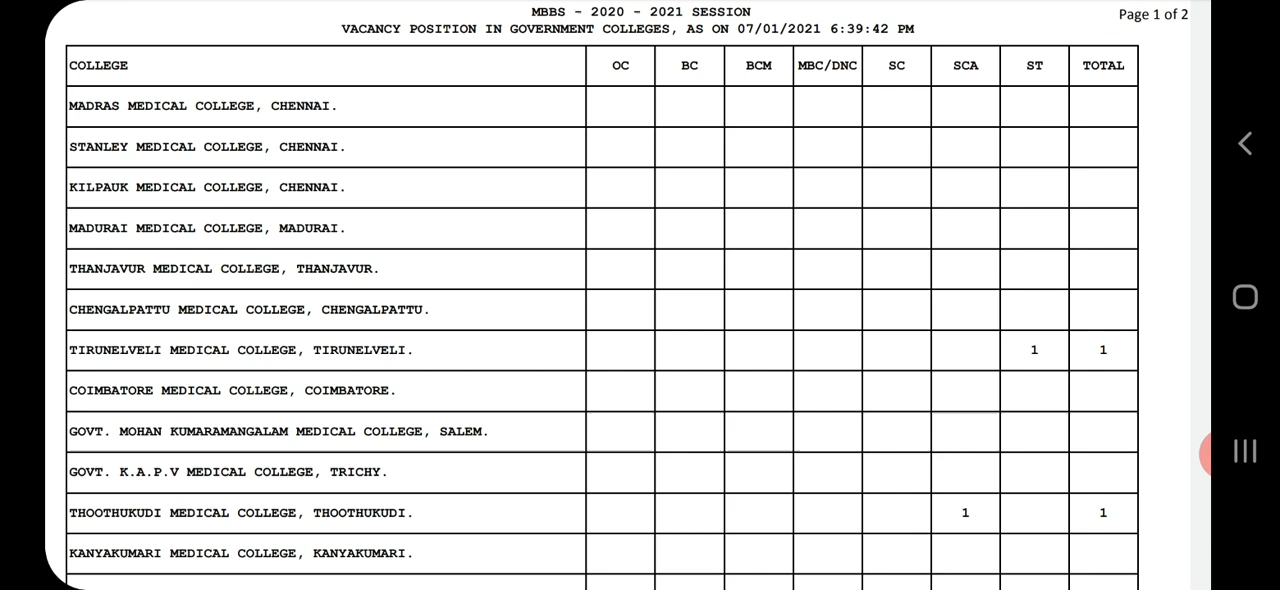 MBBS - 2020 - 2021 SESSION
Page 1 of 2
VACANCY POSITION IN GOVERNMENT COLLEGES, AS ON 07/01/2021 6:39:42 PM
COLLEGE OC BC BCM MBC/DNC SC SCA ST TOTAL
MADRAS MEDICAL COLLEGE, CHENNAI.
STANLEY MEDICAL COLLEGE, CHENNAI.
KILPAUK MEDICAL COLLEGE, CHENNAI.
MADURAI MEDICAL COLLEGE, MADURAI.
THANJAVUR MEDICAL COLLEGE, THANJAVUR.
CHENGALPATTU MEDICAL COLLEGE, CHENGALPATTU.
TIRUNELVELI MEDICAL COLLEGE, TIRUNELVELI. 1 1
COIMBATORE MEDICAL COLLEGE, COIMBATORE.
GOVT. MOHAN KUMARAMANGALAM MEDICAL COLLEGE, SALEM.
GOVT. K.A.P.V MEDICAL COLLEGE, TRICHY.
THOOTHUKUDI MEDICAL COLLEGE, THOOTHUKUDI. 1 1
KANYAKUMARI MEDICAL COLLEGE, KANYAKUMARI.